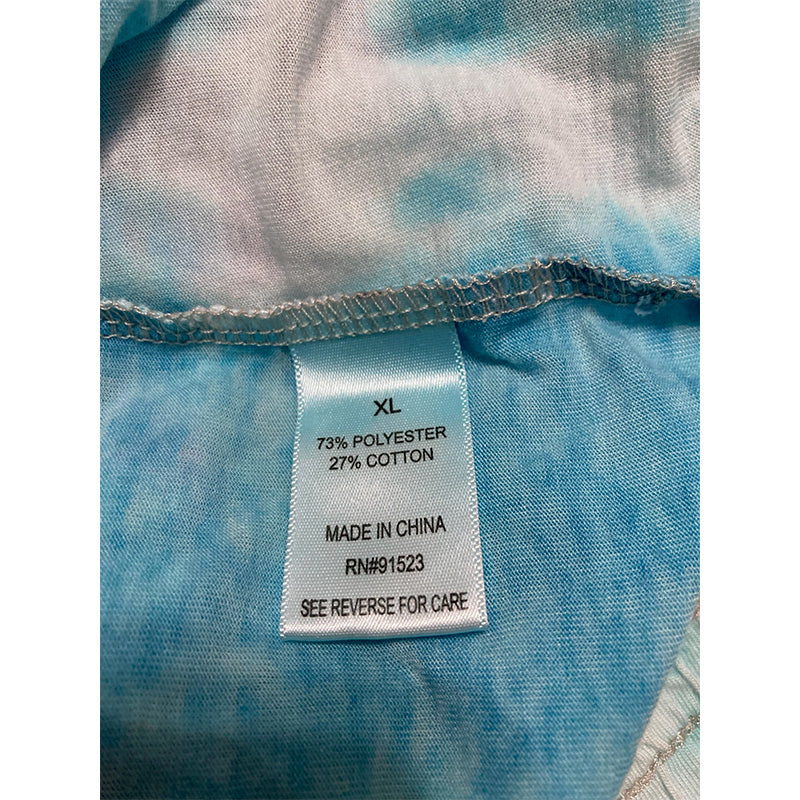 XL
73% POLYESTER
27% COTTON
MADE IN CHINA
RN#91523
SEE REVERSE FOR CARE